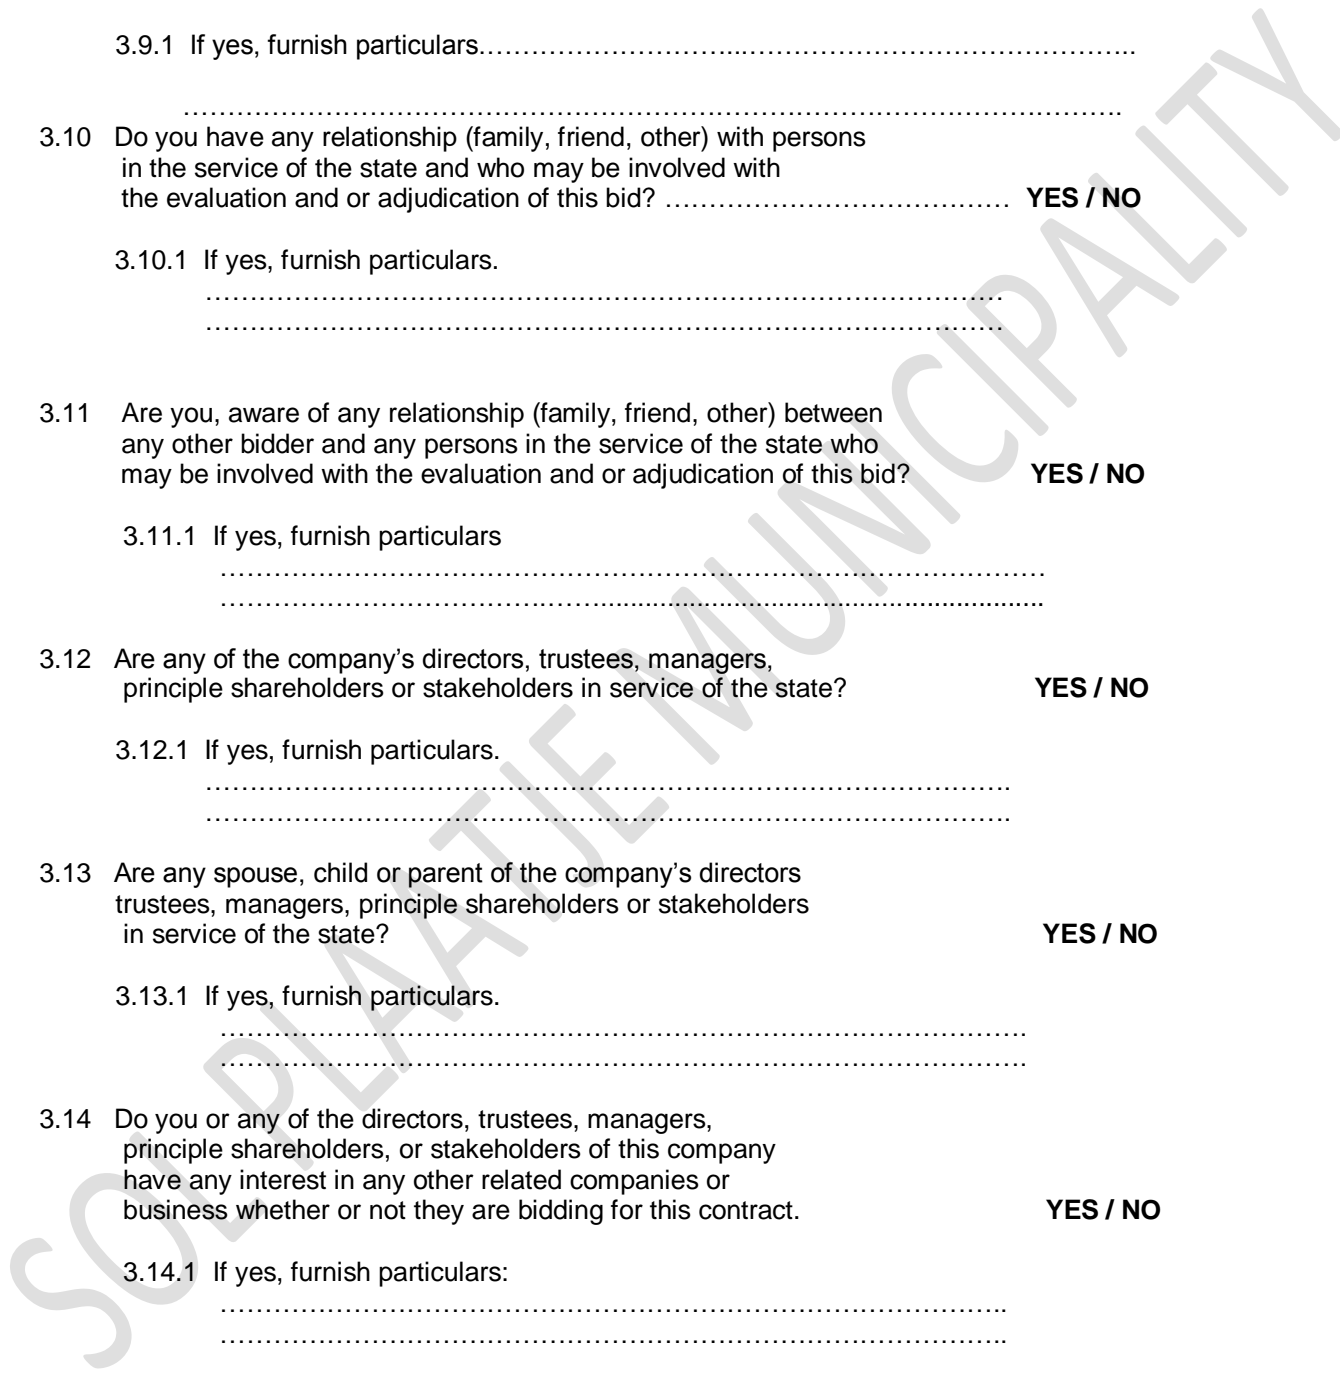 3.9.1 If yes, furnish particulars………………………...…………………………………….
…………………………………………………………………………………………….
3.10 Do you have any relationship (family, friend, other) with persons
in the service of the state and who may be involved with
the evaluation and or adjudication of this bid? ………………………………… YES / NO
3.10.1 If yes, furnish particulars.
………………………………………………………………………………
………………………………………………………………………………
3.11 Are you, aware of any relationship (family, friend, other) between
any other bidder and any persons in the service of the state who
may be involved with the evaluation and or adjudication of this bid? YES / NO
3.11.1 If yes, furnish particulars
…………………………………………………………………………………
……………………………………............................................................
3.12 Are any of the company’s directors, trustees, managers,
principle shareholders or stakeholders in service of the state? YES / NO
3.12.1 If yes, furnish particulars.
……………………………………………………………………………….
……………………………………………………………………………….
3.13 Are any spouse, child or parent of the company’s directors
trustees, managers, principle shareholders or stakeholders
in service of the state? YES / NO
3.13.1 If yes, furnish particulars.
……………………………………………………………………………….
……………………………………………………………………………….
3.14 Do you or any of the directors, trustees, managers,
principle shareholders, or stakeholders of this company
have any interest in any other related companies or
business whether or not they are bidding for this contract. YES / NO
3.14.1 If yes, furnish particulars:
……………………………………………………………………………..
……………………………………………………………………………..
SOL PLAATJE MUNICIPALITY